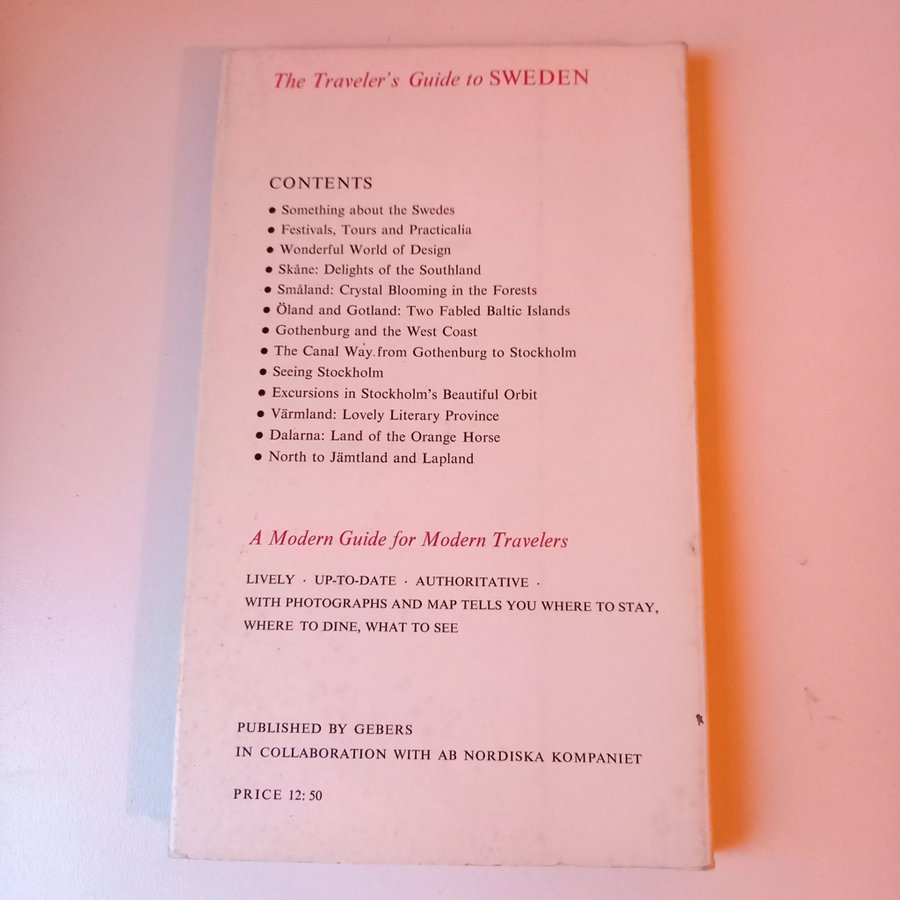 The Traveler's Guide to SWEDEN
CONTENTS
• Something about the Swedes
• Festivals, Tours and Practicalia
• Wonderful World of Design
• Skåne: Delights of the Southland
• Småland: Crystal Blooming in the Forests
• Öland and Gotland: Two Fabled Baltic Islands
• Gothenburg and the West Coast
• The Canal Way from Gothenburg to Stockholm
• Seeing Stockholm
• Excursions in Stockholm's Beautiful Orbit
• Värmland: Lovely Literary Province
• Dalarna: Land of the Orange Horse
• North to Jämtland and Lapland
A Modern Guide for Modern Travelers
LIVELY · UP-TO-DATE · AUTHORITATIVE ·
WITH PHOTOGRAPHS AND MAP TELLS YOU WHERE TO STAY,
WHERE TO DINE, WHAT TO SEE
PUBLISHED BY GEBERS
IN COLLABORATION WITH AB NORDISKA KOMPANIET
PRICE 12:50